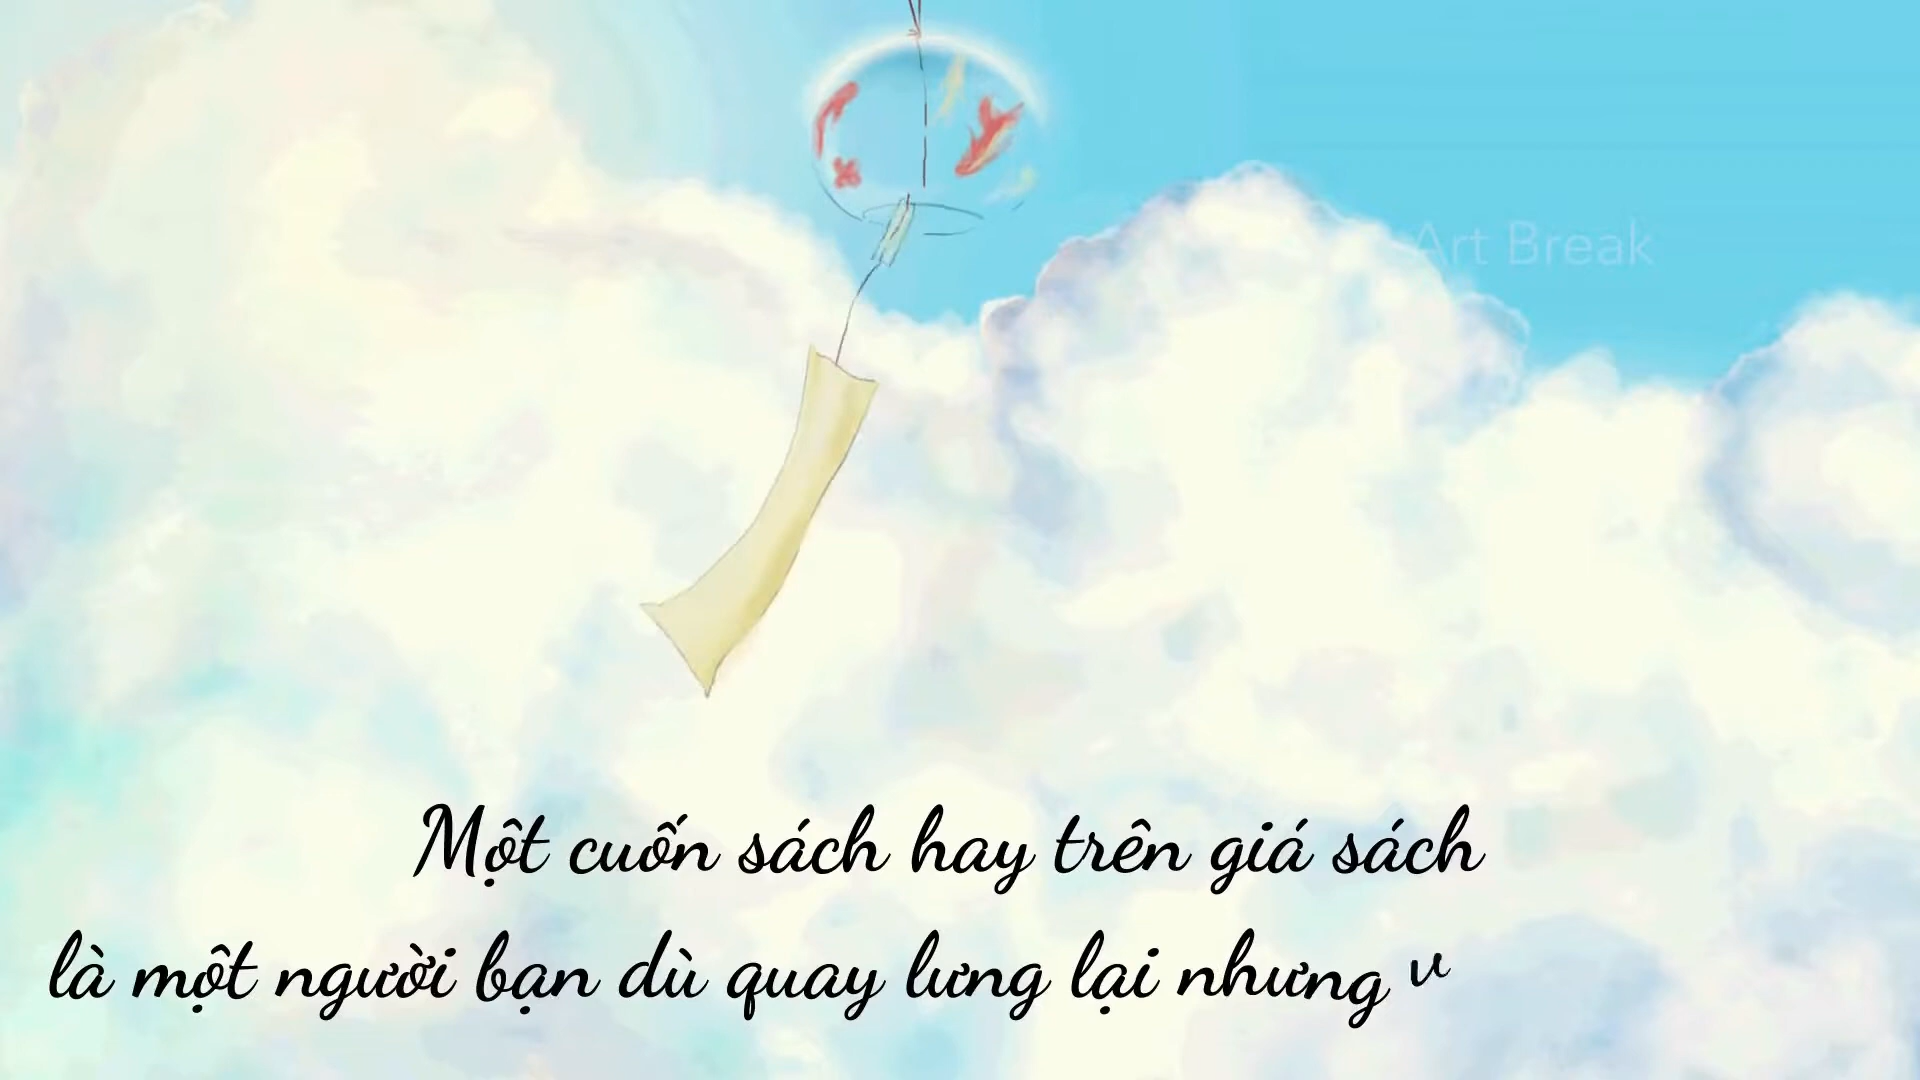 Art Break
Một cuốn sách hay trên giá sách
là một người bạn dù quay lưng lại nhưng v